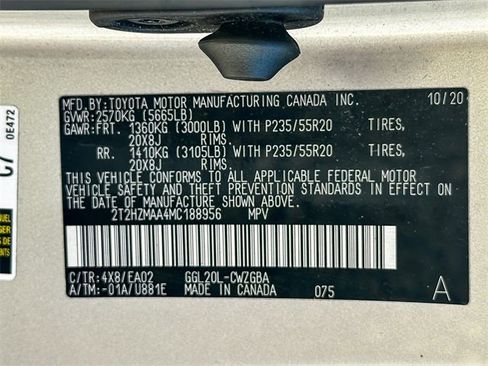 MFD.BY:TOYOTA MOTOR MANUFACTURING CANADA INC. 10/20
GVWR:2570KG (5665LB)
GAWR:FRT. 1360KG (3000LB) WITH P235/55R20 TIRES,
20X8J RIMS.
RR. 1410KG (3105LB) WITH P235/55R20 TIRES,
20X8J RIMS.
THIS VEHICLE CONFORMS TO ALL APPLICABLE FEDERAL MOTOR
VEHICLE SAFETY AND BUMPER STANDARDS IN EFFECT ON
THE DATE OF MANUFACTURE SHOWN ABOVE.
2T2HZMAA4MC188956 MPV
C/TR:4X8/EA02 GGL20L-CWZGBA
A/TM:-01A/U881E MADE IN CANADA 075 A
0E472
C7